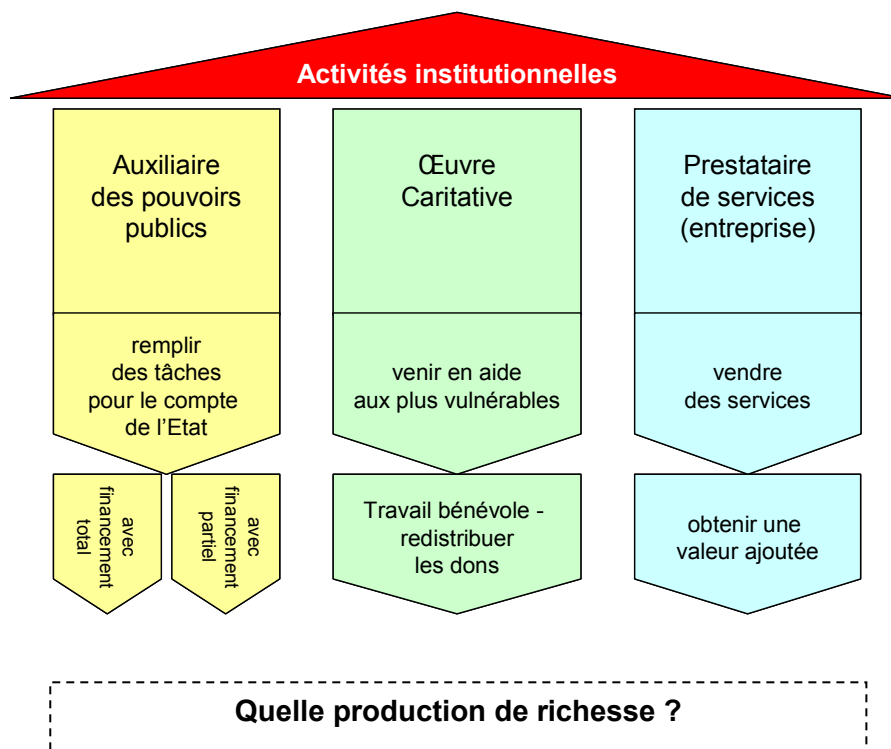 Activités institutionnelles
Auxiliaire
des pouvoirs
publics
Œuvre
Caritative
Prestataire
de services
(entreprise)
remplir
des tâches
pour le compte
de l'Etat
venir en aide
aux plus vulnérables
vendre
des services
avec
financement
total
avec
financement
partiel
Travail bénévole -
redistribuer
les dons
obtenir une
valeur ajoutée
Quelle production de richesse ?